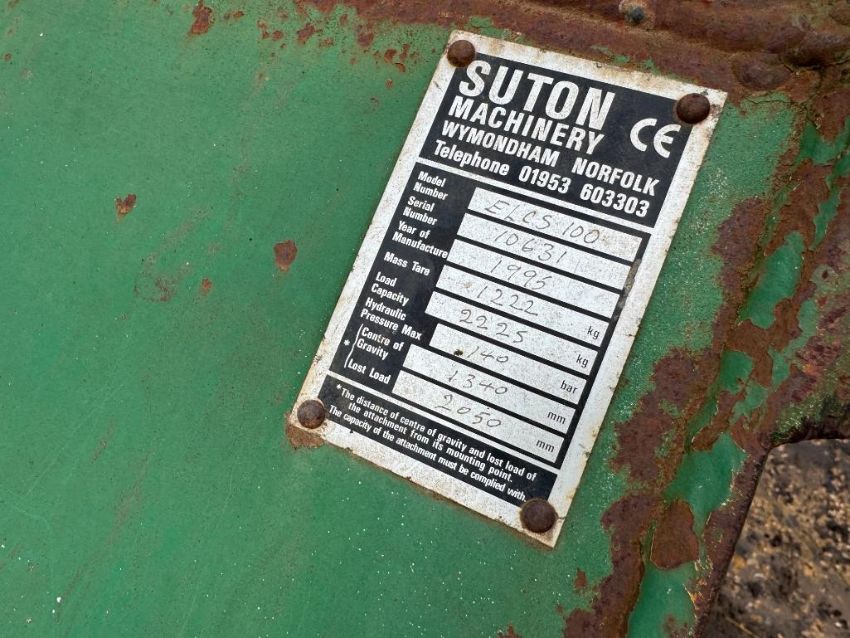 SUTON
MACHINERY CE
WYMONDHAM NORFOLK
Telephone 01953 603303
Model Number ELCS 100
Serial Number 10631
Year of Manufacture 1995
Mass Tare 1222 kg
Load Capacity 2225 kg
Hydraulic Pressure Max 140 bar
*(Centre of Gravity 1340 mm
(Lost Load 2050 mm
*The distance of centre of gravity and lost load of
the attachment from its mounting point.
The capacity of the attachment must be complied with.